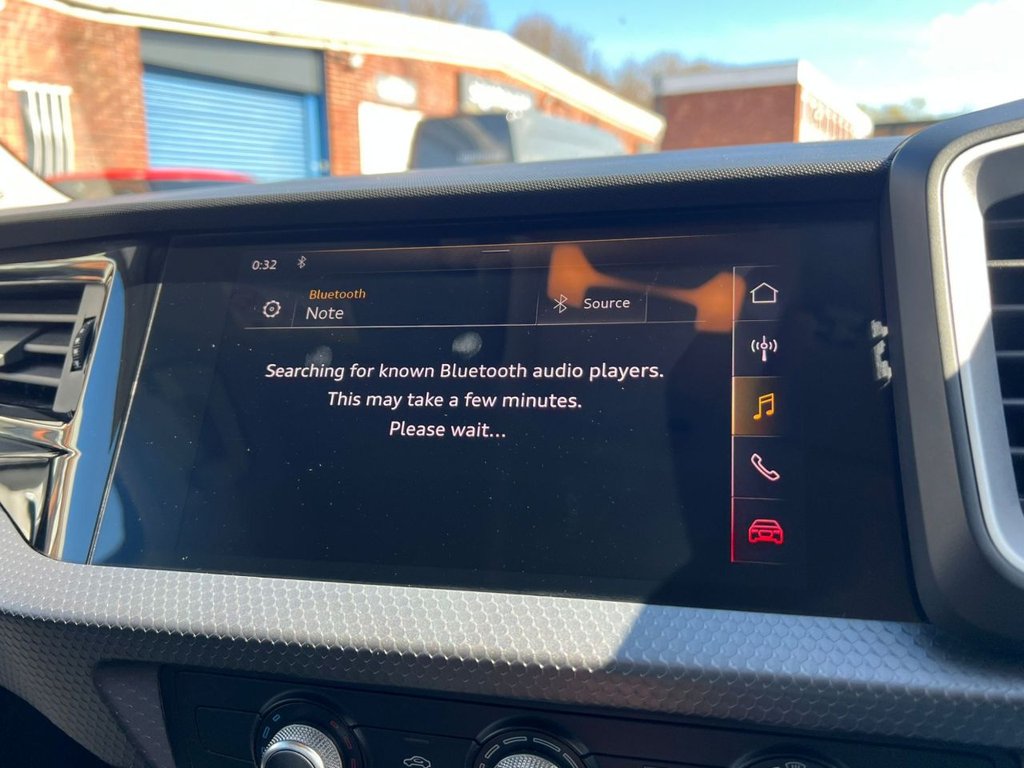 0:32
Bluetooth
Note
Source
Searching for known Bluetooth audio players.
This may take a few minutes.
Please wait...